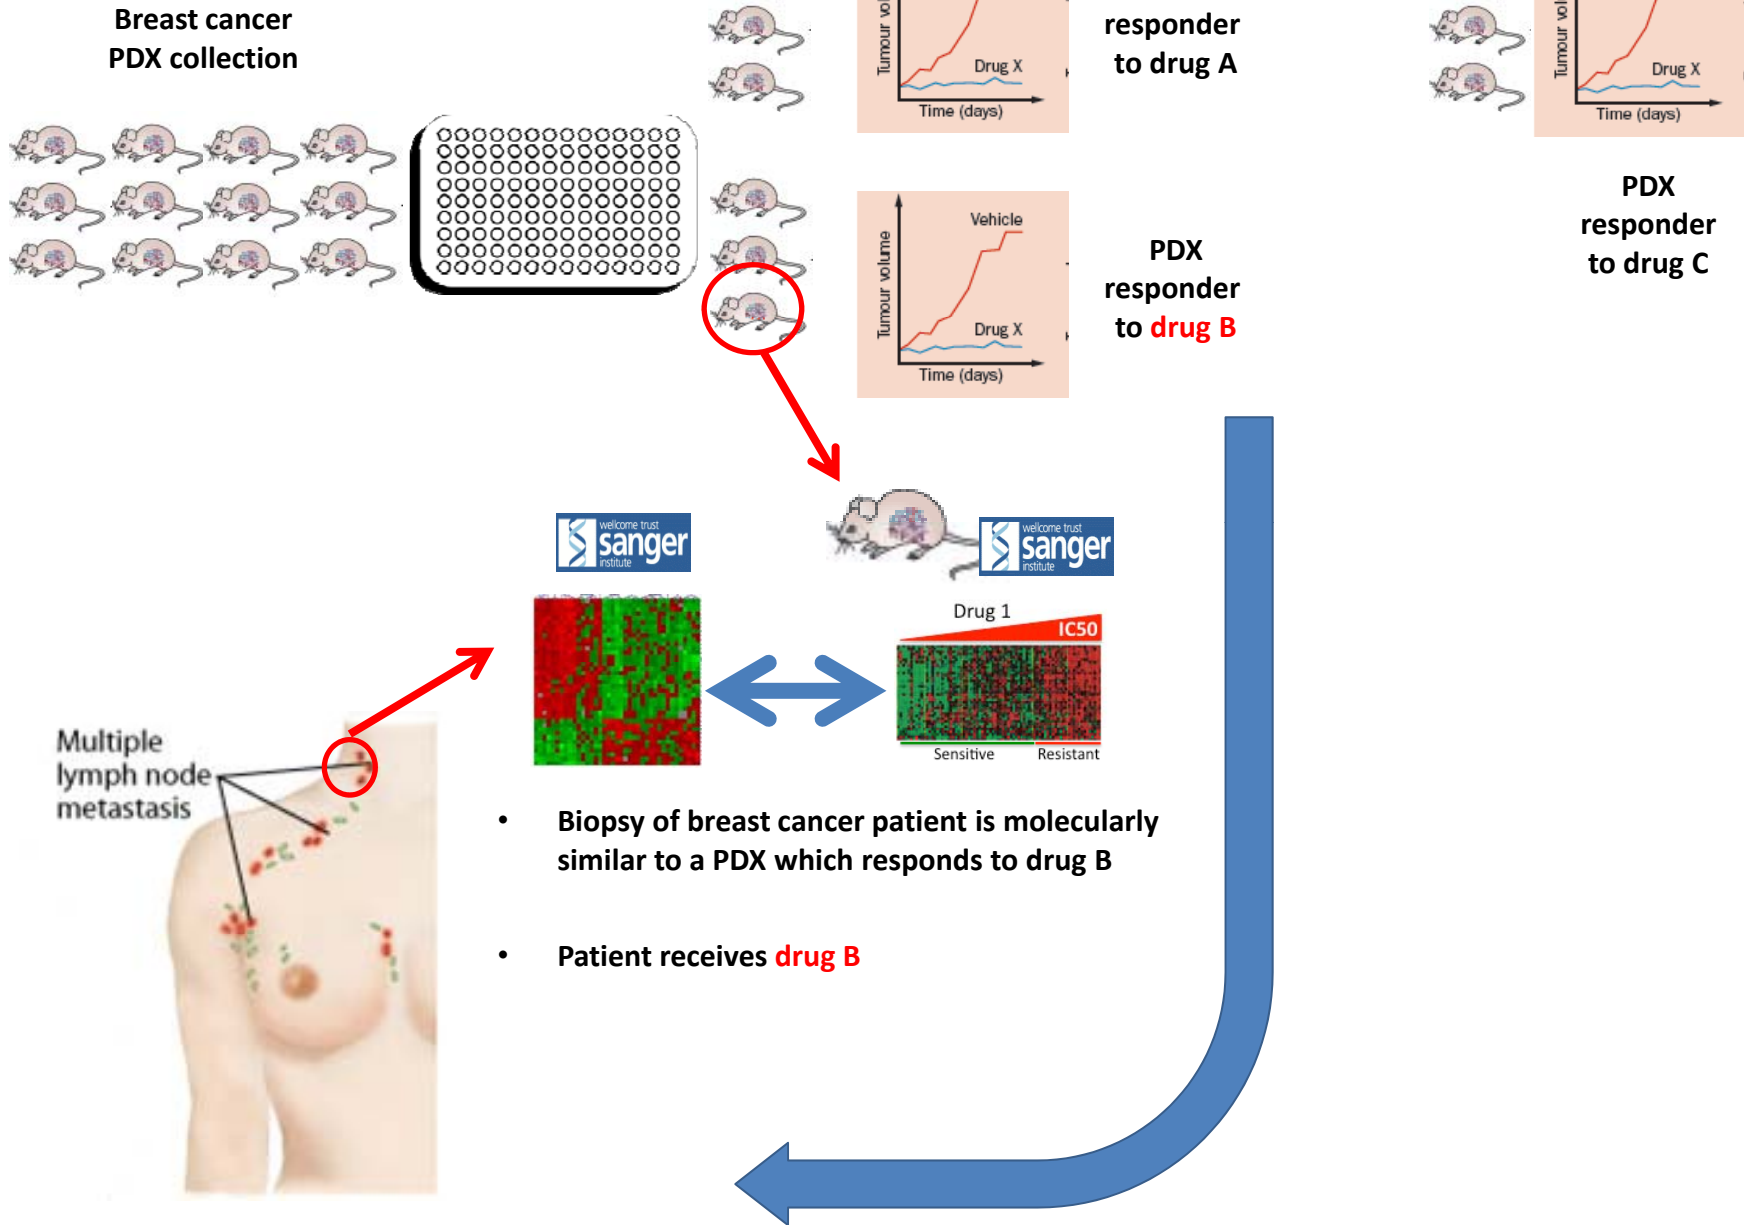 Breast cancer
PDX collection
Tumour vol
Drug X
Time (days)
responder
to drug A
Tumour vol
Drug X
Time (days)
PDX
responder
to drug C
Tumour volume
Vehicle
Drug X
Time (days)
PDX
responder
to drug B
wellcome trust
sanger
institute
wellcome trust
sanger
institute
Drug 1
IC50
Sensitive
Resistant
Multiple
lymph node
metastasis
• Biopsy of breast cancer patient is molecularly
similar to a PDX which responds to drug B
• Patient receives drug B